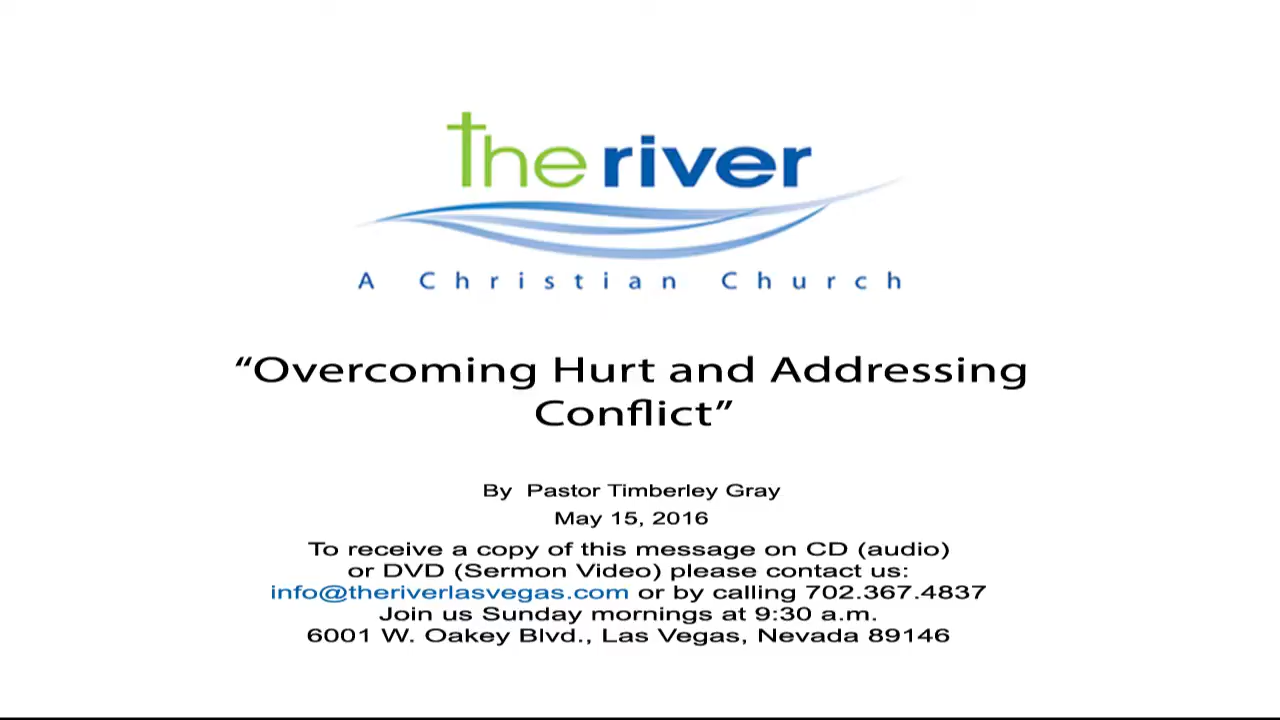 the river
A Christian Church
“Overcoming Hurt and Addressing
Conflict”
By Pastor Timberley Gray
May 15, 2016
To receive a copy of this message on CD (audio)
or DVD (Sermon Video) please contact us:
info@theriverlasvegas.com or by calling 702.367.4837
Join us Sunday mornings at 9:30 a.m.
6001 W. Oakey Blvd., Las Vegas, Nevada 89146